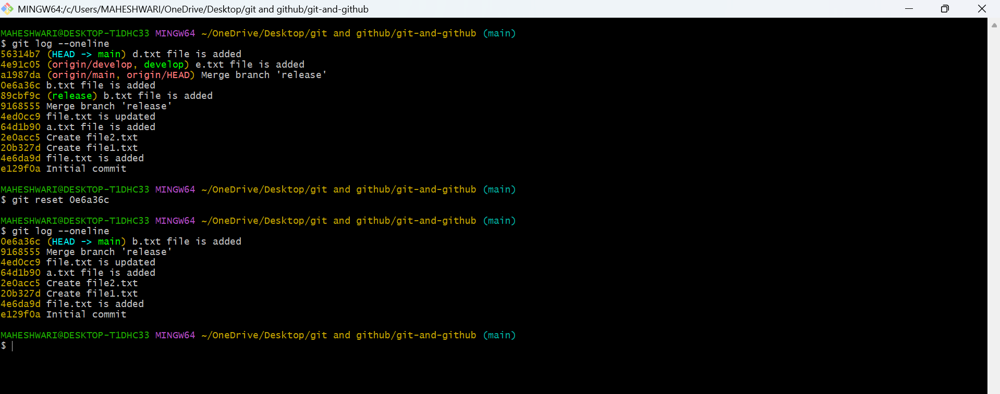 MINGW64:/c/Users/MAHESHWARI/OneDrive/Desktop/git and github/git-and-github
MAHESHWARI@DESKTOP-T1DHC33 MINGW64 ~/OneDrive/Desktop/git and github/git-and-github (main)
$ git log --oneline
56314b7 (HEAD -> main) d.txt file is added
4e91c05 (origin/develop, develop) e.txt file is added
a1987da (origin/main, origin/HEAD) Merge branch 'release'
0e6a36c b.txt file is added
89cbf9c (release) b.txt file is added
9168555 Merge branch 'release'
4ed0cc9 file.txt is updated
64d1b90 a.txt file is added
2e0acc5 Create file2.txt
20b327d Create file1.txt
4e6da9d file.txt is added
e129f0a Initial commit
MAHESHWARI@DESKTOP-T1DHC33 MINGW64 ~/OneDrive/Desktop/git and github/git-and-github (main)
$ git reset 0e6a36c
MAHESHWARI@DESKTOP-T1DHC33 MINGW64 ~/OneDrive/Desktop/git and github/git-and-github (main)
$ git log --oneline
0e6a36c (HEAD -> main) b.txt file is added
9168555 Merge branch 'release'
4ed0cc9 file.txt is updated
64d1b90 a.txt file is added
2e0acc5 Create file2.txt
20b327d Create file1.txt
4e6da9d file.txt is added
e129f0a Initial commit
MAHESHWARI@DESKTOP-T1DHC33 MINGW64 ~/OneDrive/Desktop/git and github/git-and-github (main)
$